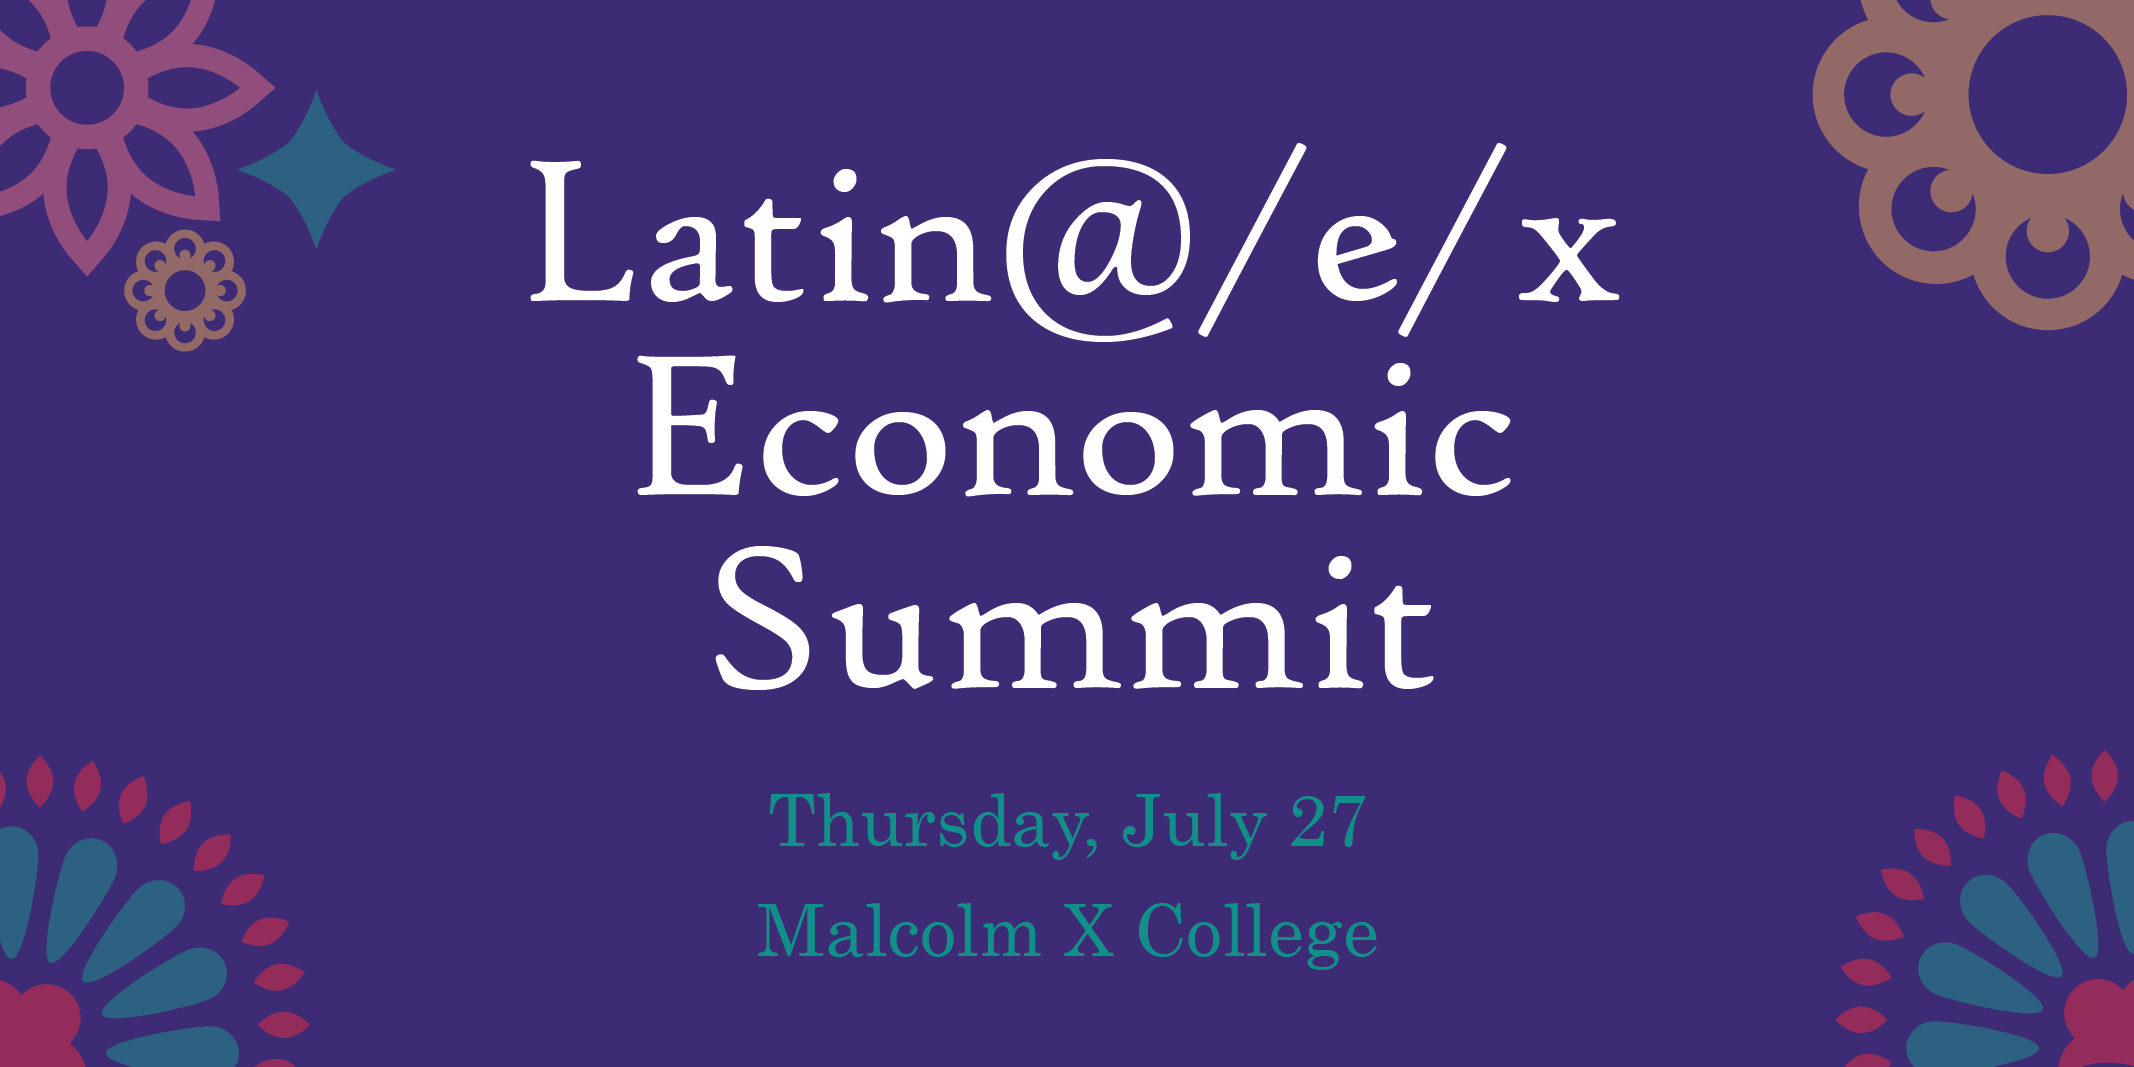 Latin@/e/x
Economic
Summit
Thursday, July 27
Malcolm X College